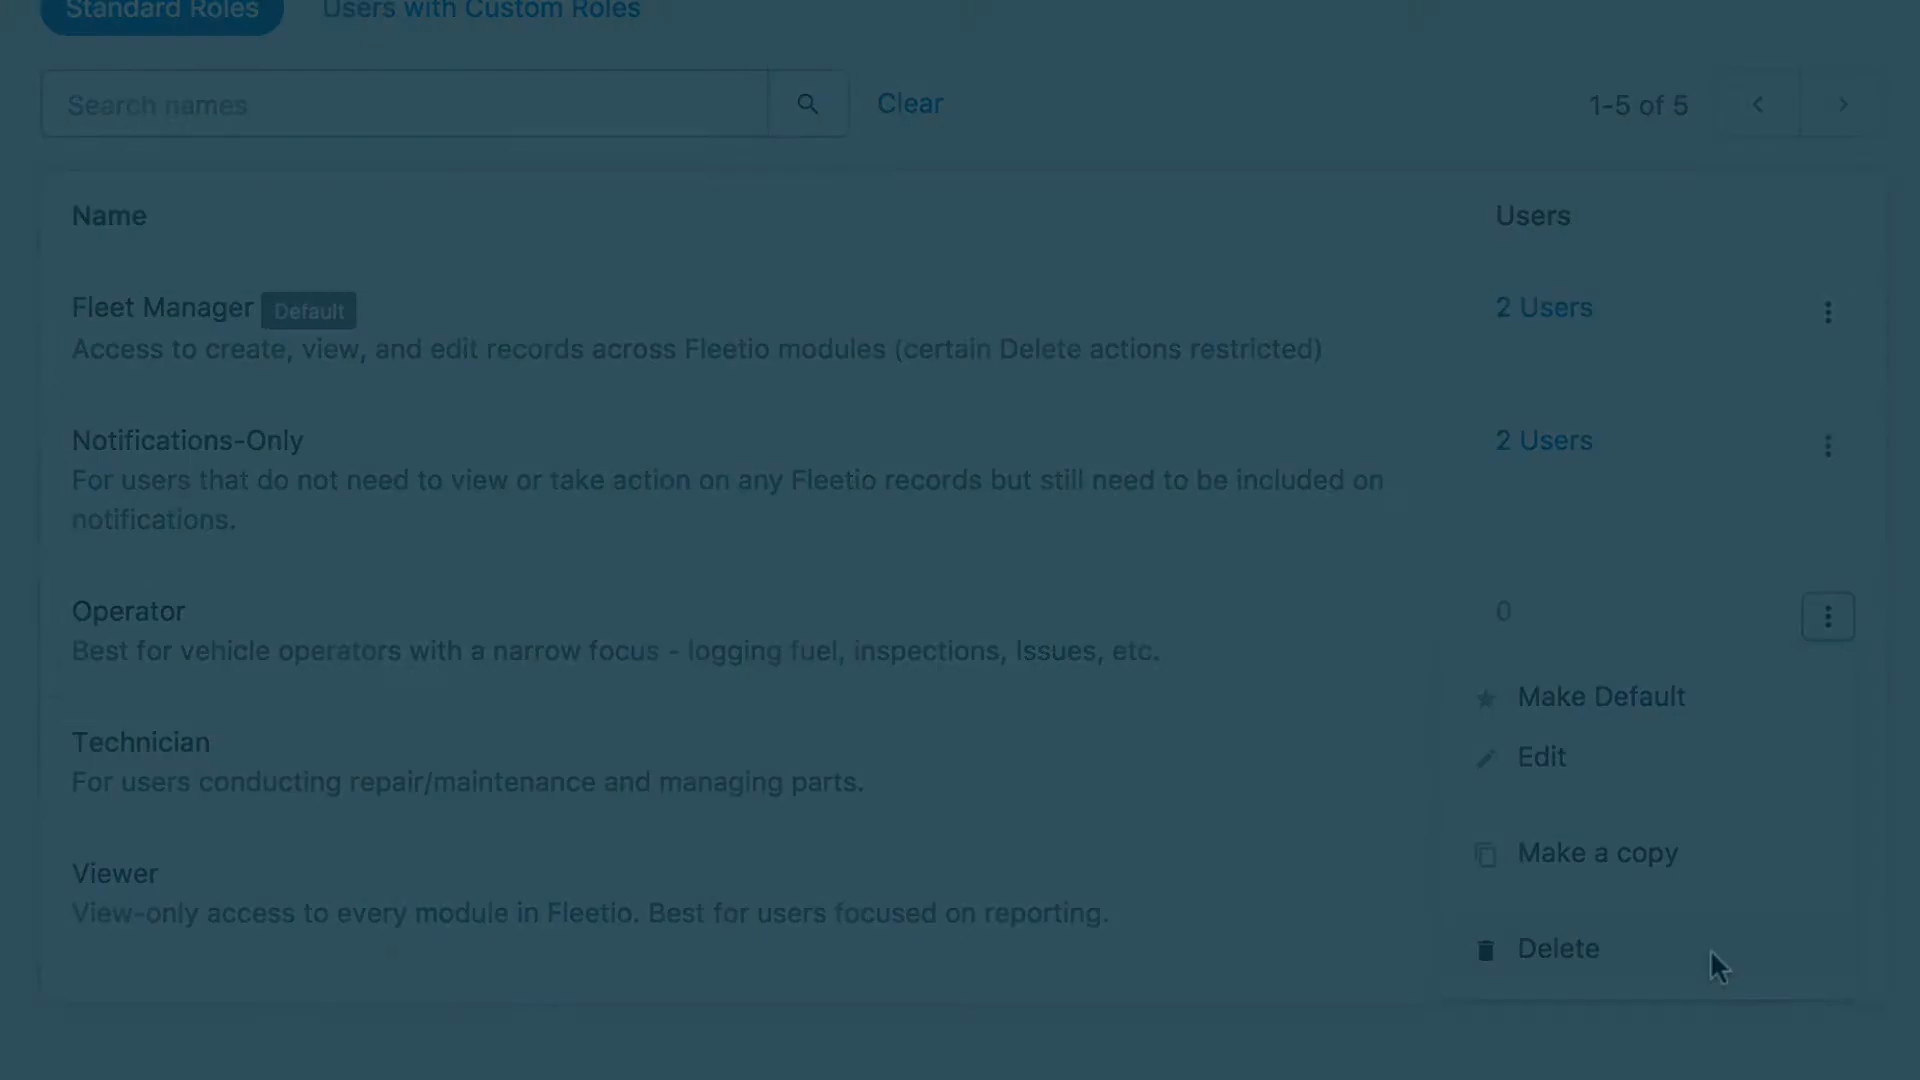 Standard Roles
Users with Custom Roles
Search names
Clear
1-5 of 5
Name
Users
Fleet Manager
Default
2 Users
Access to create, view, and edit records across Fleetio modules (certain Delete actions restricted)
Notifications-Only
2 Users
For users that do not need to view or take action on any Fleetio records but still need to be included on
notifications.
Operator
0
Best for vehicle operators with a narrow focus - logging fuel, inspections, Issues, etc.
Make Default
Technician
Edit
For users conducting repair/maintenance and managing parts.
Make a copy
Viewer
View-only access to every module in Fleetio. Best for users focused on reporting.
Delete